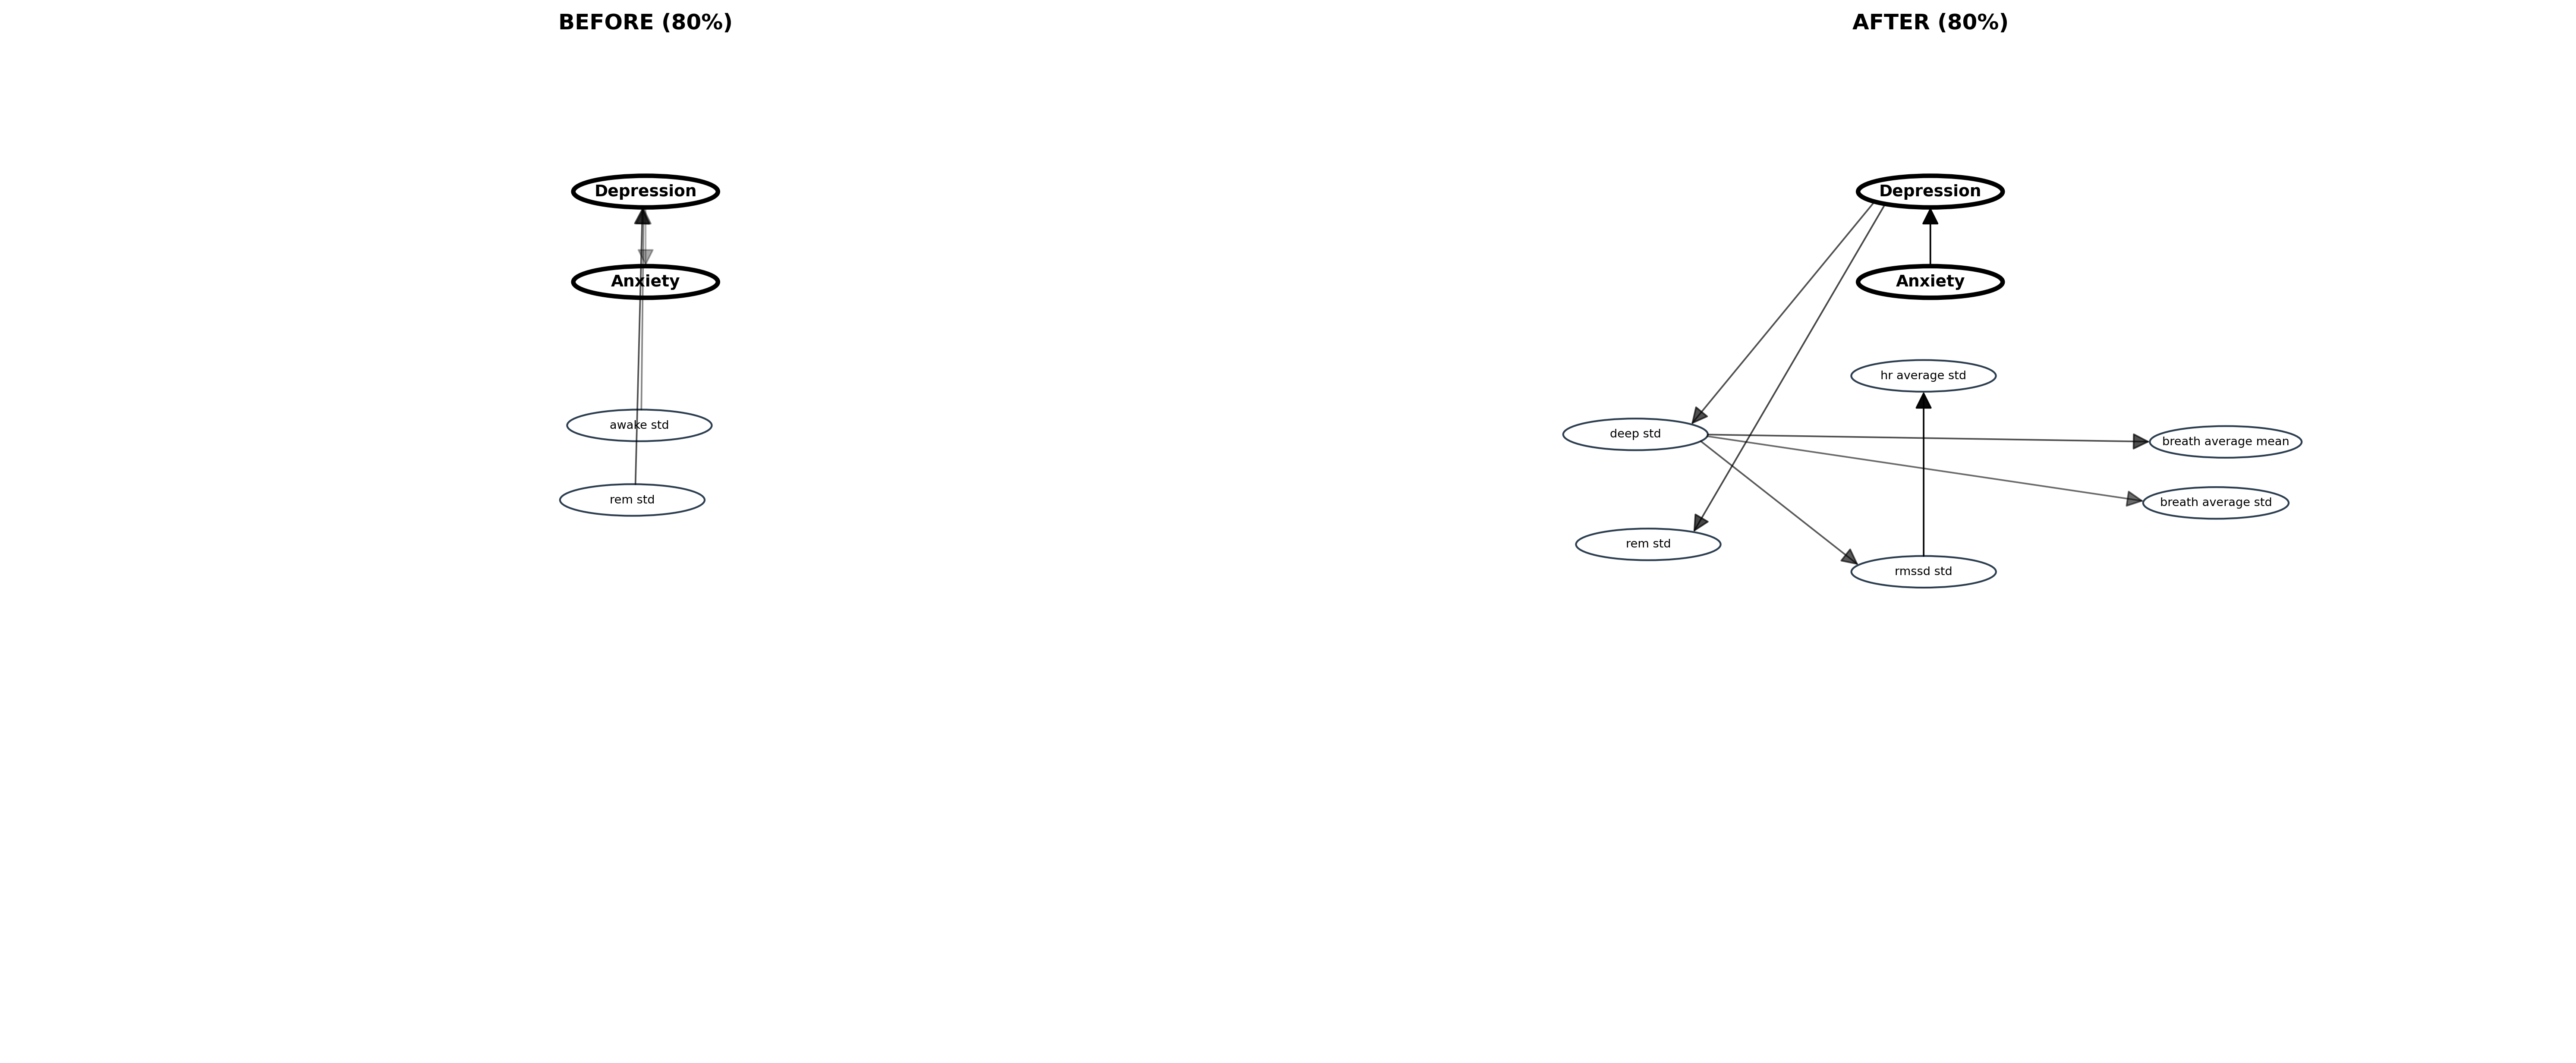 BEFORE (80%)
Depression
Anxiety
awake std
rem std
AFTER (80%)
Depression
Anxiety
hr average std
deep std
breath average mean
breath average std
rem std
rmssd std